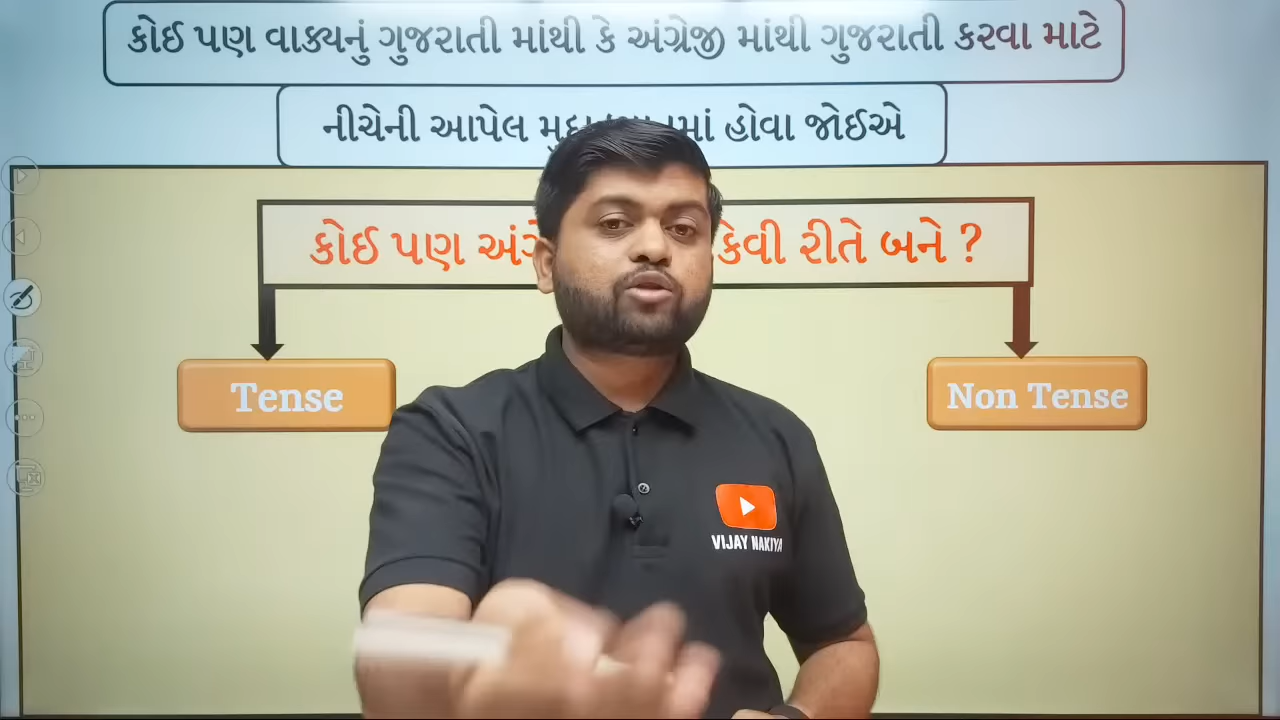 કોઈ પણ વાક્યનું ગુજરાતી માંથી કે અંગ્રેજી માંથી ગુજરાતી કરવા માટે
નીચેની આપેલ હોવા જોઈએ
કોઈ પણ કેવી રીતે બને ?
Tense
Non Tense
VIJAY NAKIYA